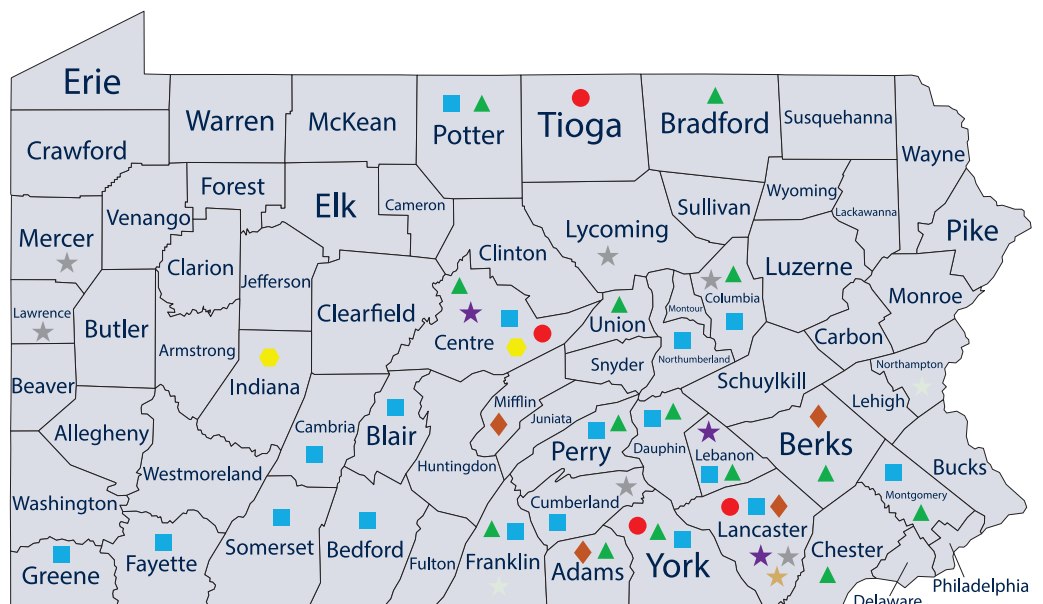 Erie
Warren
McKean
Potter
Tioga
Bradford
Susquehanna
Wayne
Crawford
Forest
Elk
Cameron
Sullivan
Wyoming
Lackawanna
Pike
Mercer
Venango
Clarion
Jefferson
Clinton
Lycoming
Columbia
Luzerne
Monroe
Lawrence
Butler
Armstrong
Clearfield
Centre
Union
Montour
Northumberland
Carbon
Snyder
Beaver
Indiana
Schuylkill
Northampton
Lehigh
Allegheny
Cambria
Blair
Mifflin
Juniata
Perry
Dauphin
Lebanon
Berks
Bucks
Westmoreland
Huntingdon
Washington
Cumberland
Lancaster
Montgomery
Greene
Fayette
Somerset
Bedford
Fulton
Franklin
Adams
York
Chester
Delaware
Philadelphia